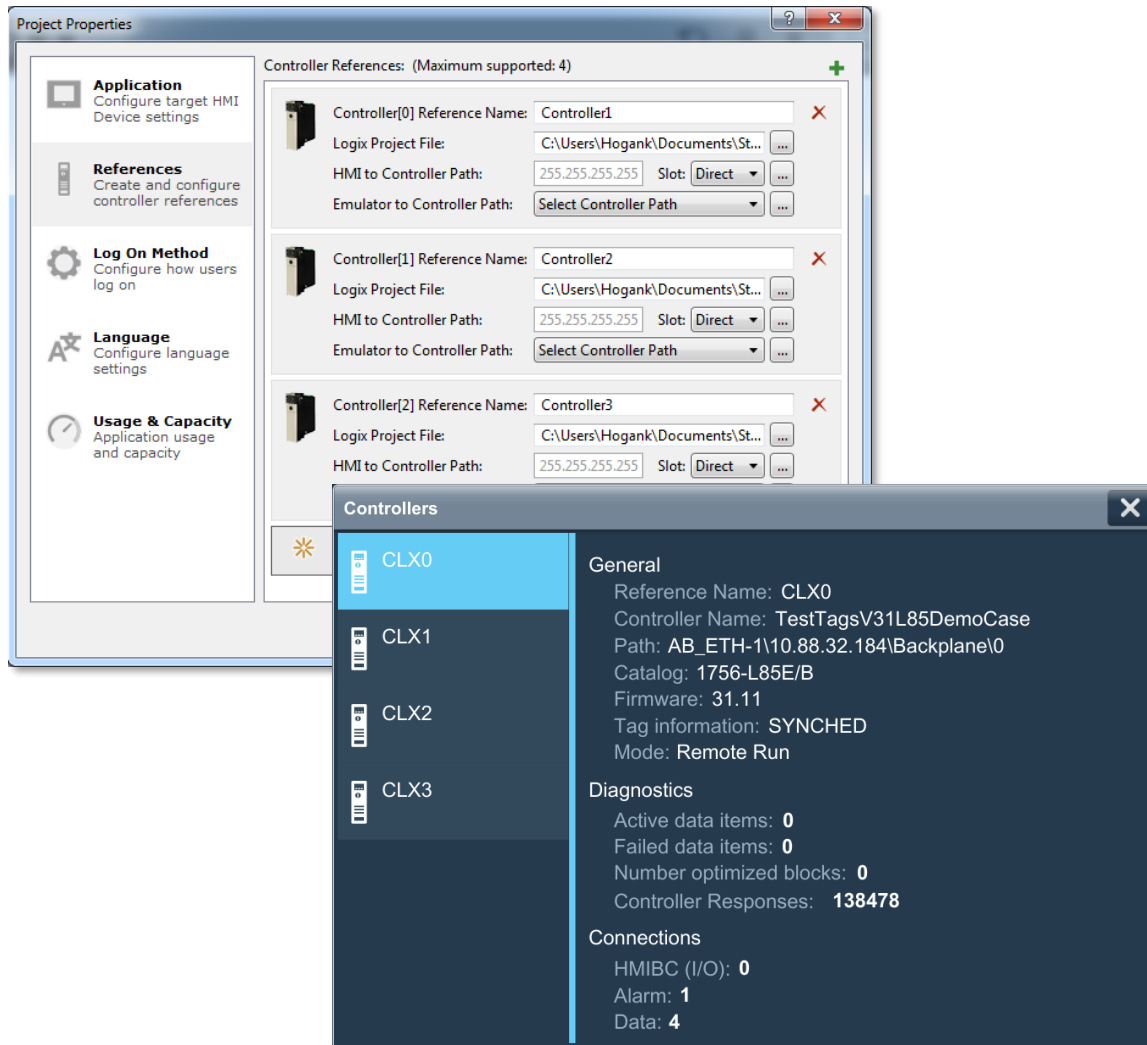 Project Properties
?
Application
Configure target HMI
Device settings
References
Create and configure
controller references
Log On Method
Configure how users
log on
Language
Configure language
settings
Usage & Capacity
Application usage
and capacity
Controller References: (Maximum supported: 4)
Controller[0] Reference Name: Controller1
Logix Project File: C:\Users\Hogank\Documents\St... ...
HMI to Controller Path: 255.255.255.255 Slot: Direct ...
Emulator to Controller Path: Select Controller Path ...
Controller[1] Reference Name: Controller2
Logix Project File: C:\Users\Hogank\Documents\St... ...
HMI to Controller Path: 255.255.255.255 Slot: Direct ...
Emulator to Controller Path: Select Controller Path ...
Controller[2] Reference Name: Controller3
Logix Project File: C:\Users\Hogank\Documents\St... ...
HMI to Controller Path: 255.255.255.255 Slot: Direct ...
Controllers
CLX0
CLX1
CLX2
CLX3
General
Reference Name: CLX0
Controller Name: TestTagsV31L85DemoCase
Path: AB_ETH-1\10.88.32.184\Backplane\0
Catalog: 1756-L85E/B
Firmware: 31.11
Tag information: SYNCHED
Mode: Remote Run
Diagnostics
Active data items: 0
Failed data items: 0
Number optimized blocks: 0
Controller Responses: 138478
Connections
HMIBC (I/O): 0
Alarm: 1
Data: 4